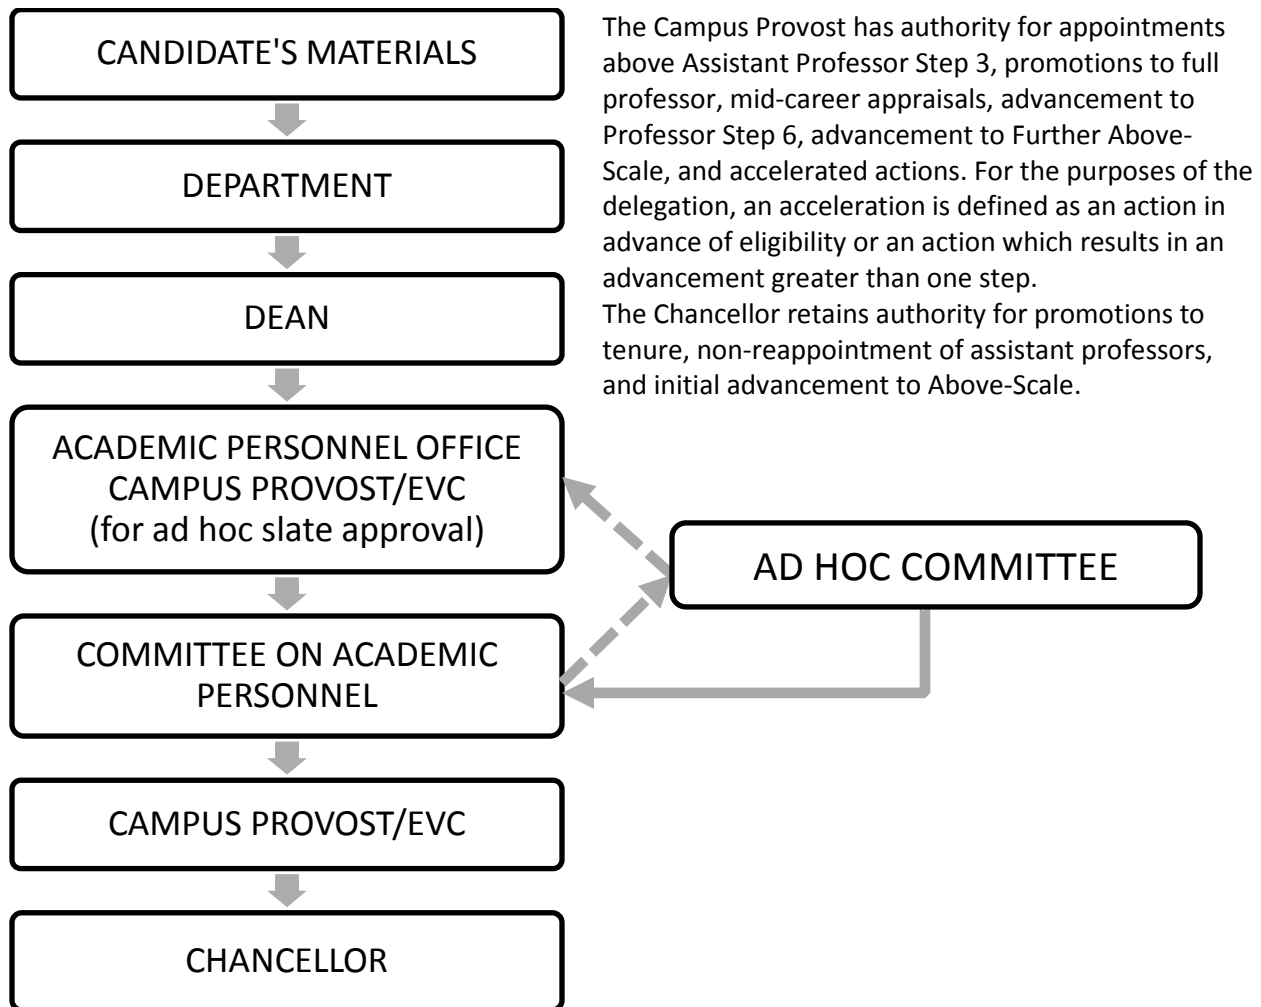 CANDIDATE'S MATERIALS
DEPARTMENT
DEAN
ACADEMIC PERSONNEL OFFICE
CAMPUS PROVOST/EVC
(for ad hoc slate approval)
COMMITTEE ON ACADEMIC
PERSONNEL
CAMPUS PROVOST/EVC
CHANCELLOR
The Campus Provost has authority for appointments
above Assistant Professor Step 3, promotions to full
professor, mid-career appraisals, advancement to
Professor Step 6, advancement to Further Above-
Scale, and accelerated actions. For the purposes of the
delegation, an acceleration is defined as an action in
advance of eligibility or an action which results in an
advancement greater than one step.
The Chancellor retains authority for promotions to
tenure, non-reappointment of assistant professors,
and initial advancement to Above-Scale.
AD HOC COMMITTEE